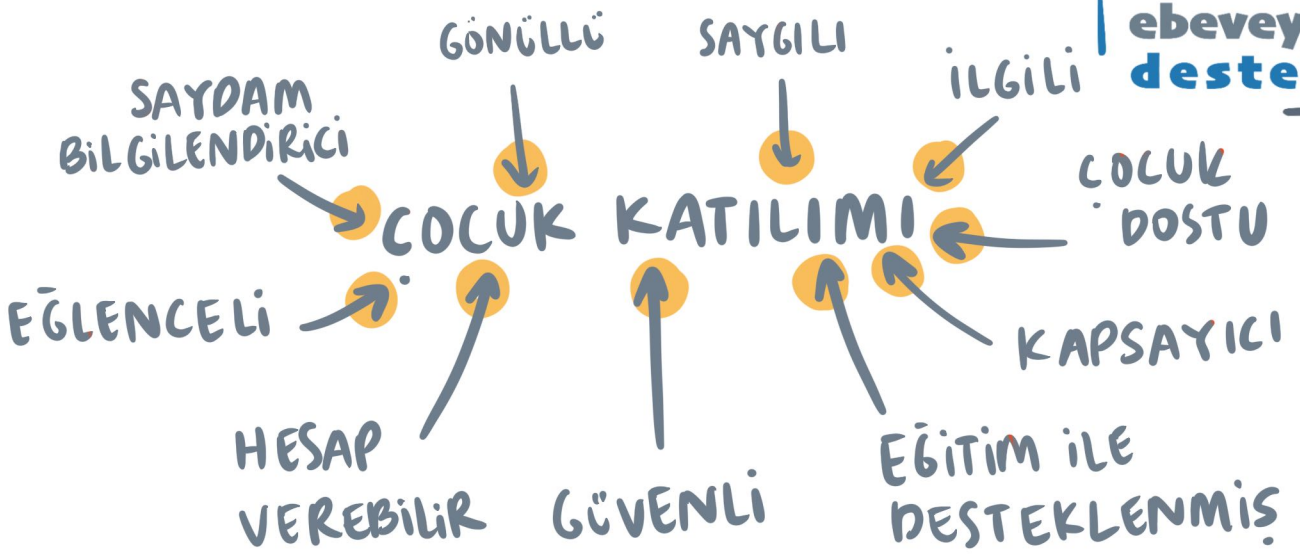 GÖNÜLLÜ
SAYGILI
İLGİLİ
SAYDAM
BİLGİLENDİRİCİ
ÇOCUK
DOSTU
ÇOCUK KATILIMI
EĞLENCELİ
KAPSAYICI
HESAP
VEREBİLİR
GÜVENLİ
EĞİTİM İLE
DESTEKLENMİŞ
ebevey
deste